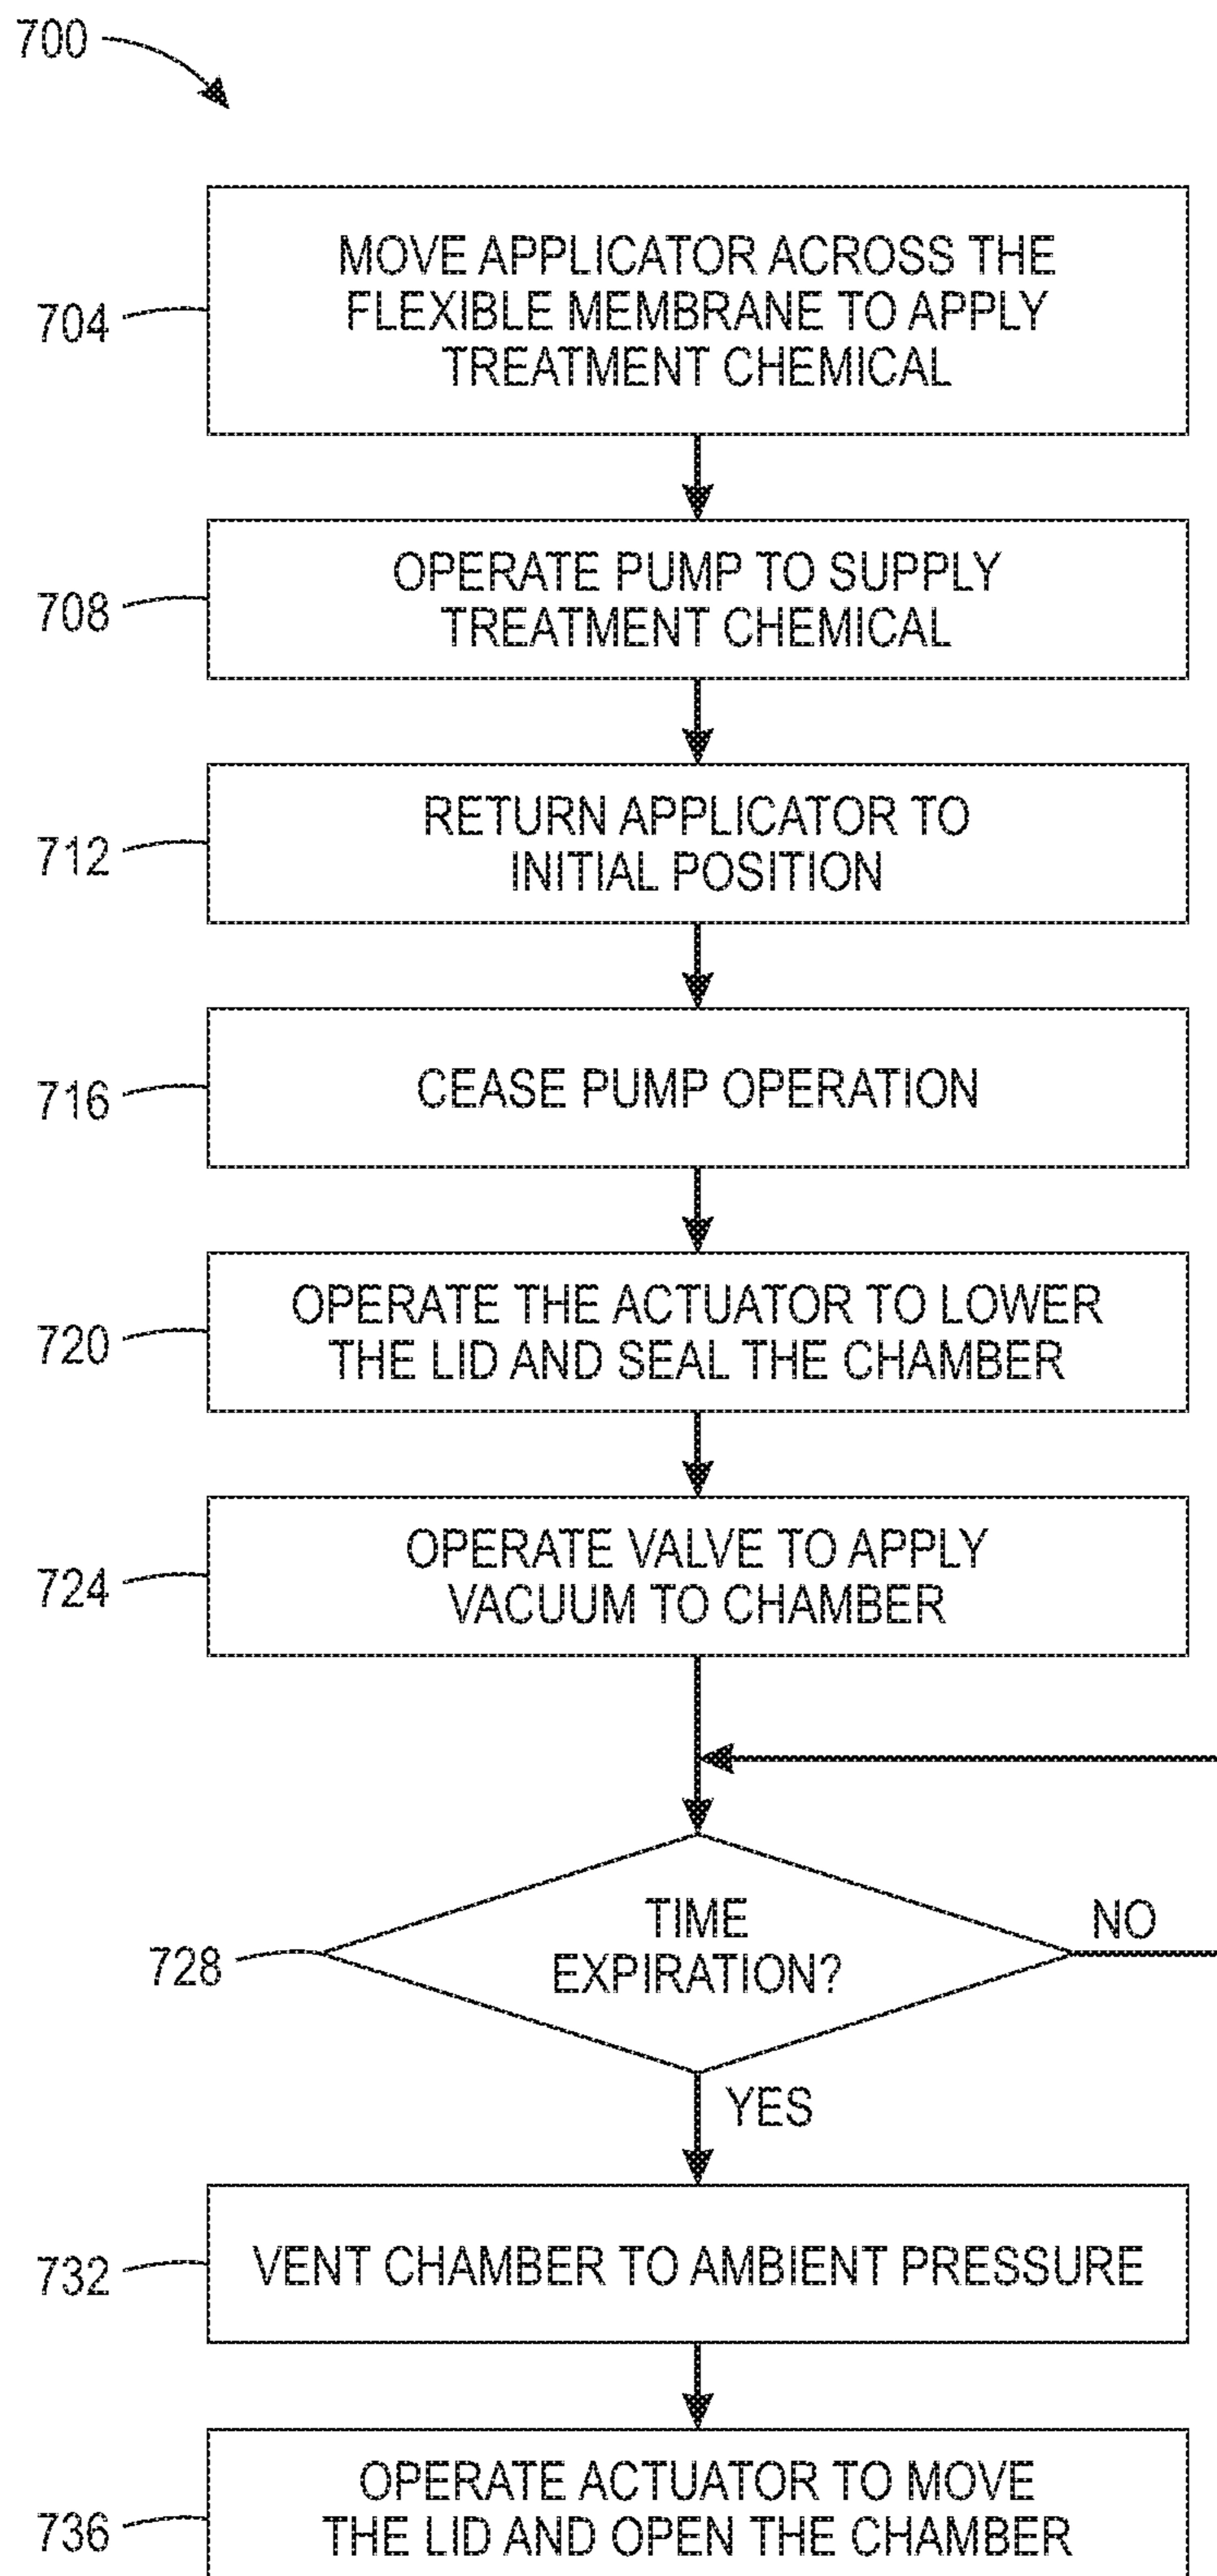 700
704
MOVE APPLICATOR ACROSS THE
FLEXIBLE MEMBRANE TO APPLY
TREATMENT CHEMICAL
708
OPERATE PUMP TO SUPPLY
TREATMENT CHEMICAL
712
RETURN APPLICATOR TO
INITIAL POSITION
716
CEASE PUMP OPERATION
720
OPERATE THE ACTUATOR TO LOWER
THE LID AND SEAL THE CHAMBER
724
OPERATE VALVE TO APPLY
VACUUM TO CHAMBER
728
TIME
EXPIRATION?
NO
YES
732
VENT CHAMBER TO AMBIENT PRESSURE
736
OPERATE ACTUATOR TO MOVE
THE LID AND OPEN THE CHAMBER